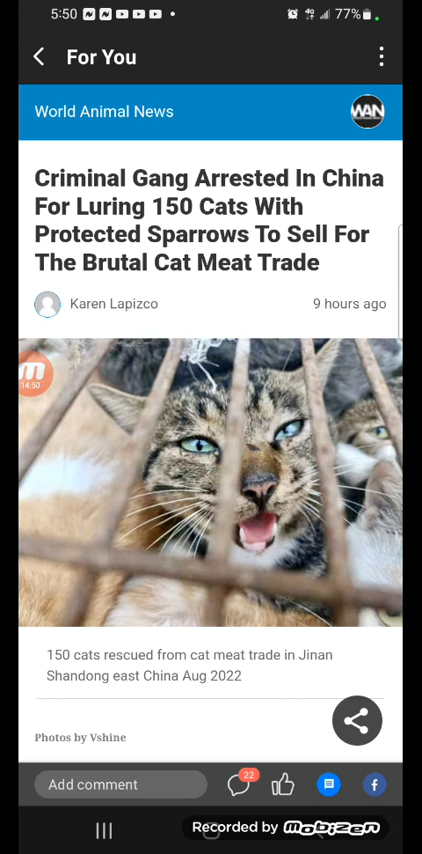 5:50
77%
For You
World Animal News
WAN
Criminal Gang Arrested In China
For Luring 150 Cats With
Protected Sparrows To Sell For
The Brutal Cat Meat Trade
Karen Lapizco
9 hours ago
14:50
150 cats rescued from cat meat trade in Jinan
Shandong east China Aug 2022
Photos by Vshine
Add comment
22
Recorded by MOBIZEN